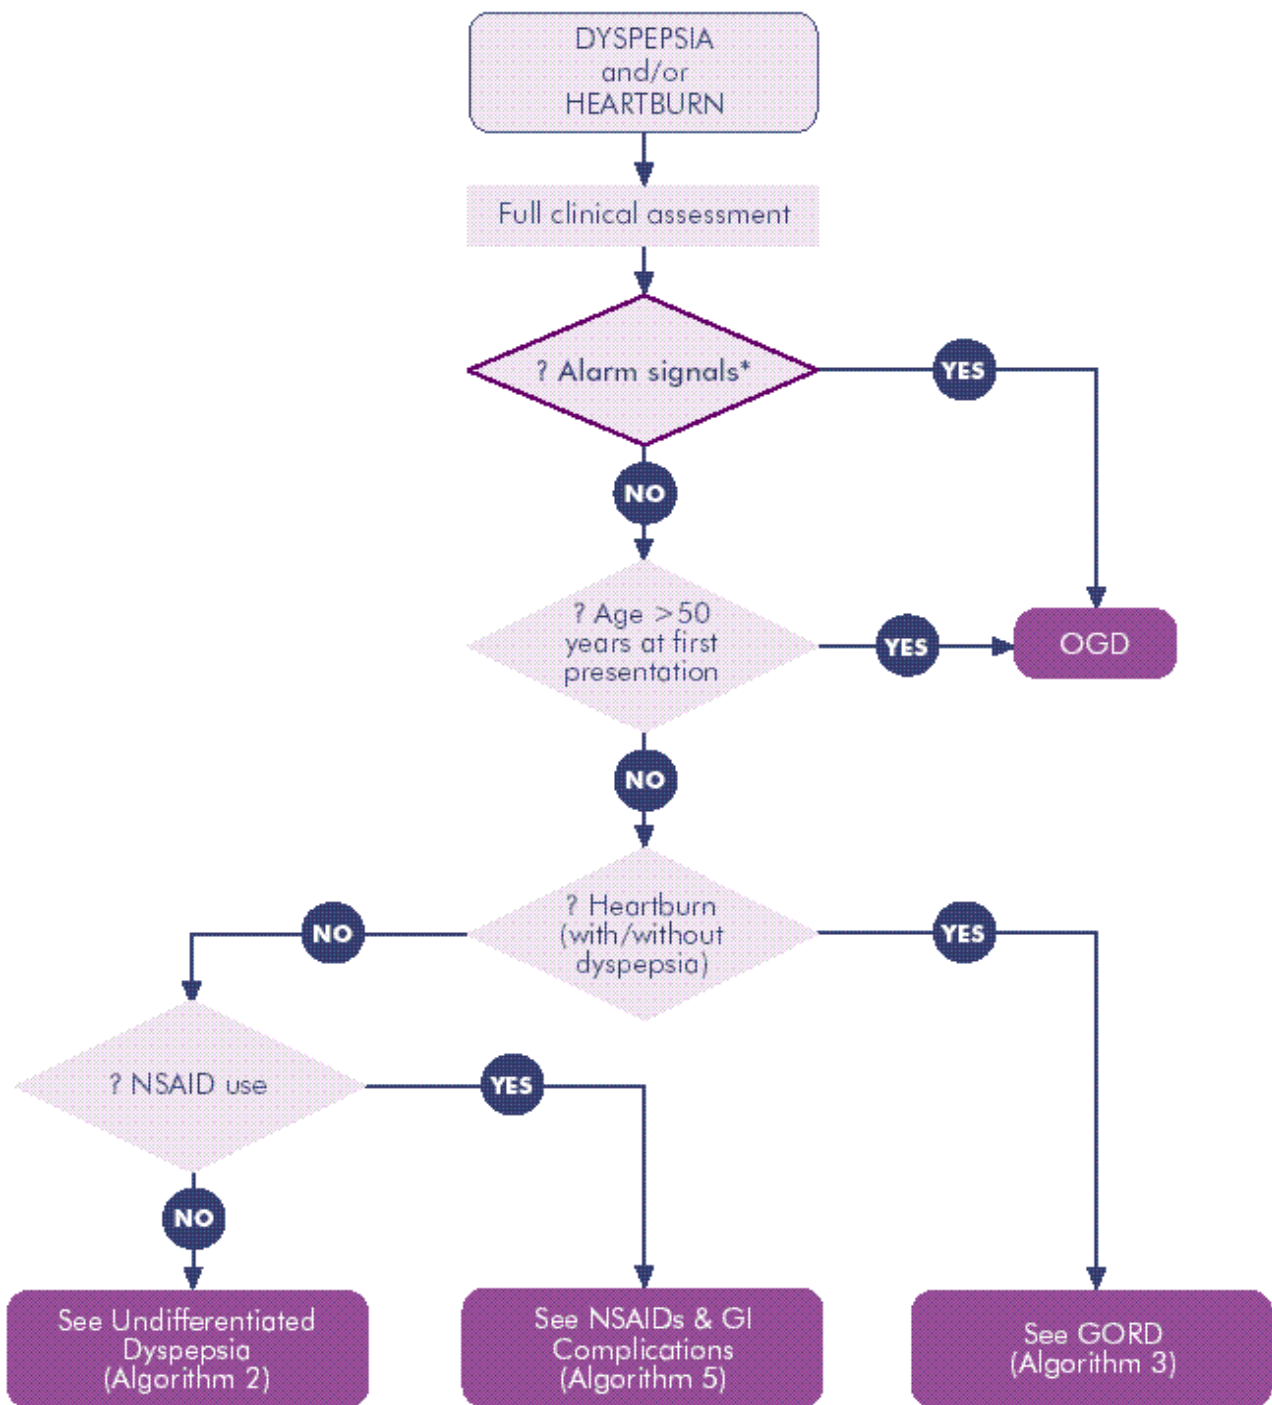 DYSPEPSIA
and/or
HEARTBURN
Full clinical assessment
? Alarm signals*
YES
NO
? Age >50
years at first
presentation
YES
OGD
NO
? Heartburn
(with/without
dyspepsia)
NO
YES
? NSAID use
YES
NO
See Undifferentiated
Dyspepsia
(Algorithm 2)
See NSAIDs & GI
Complications
(Algorithm 5)
See GORD
(Algorithm 3)